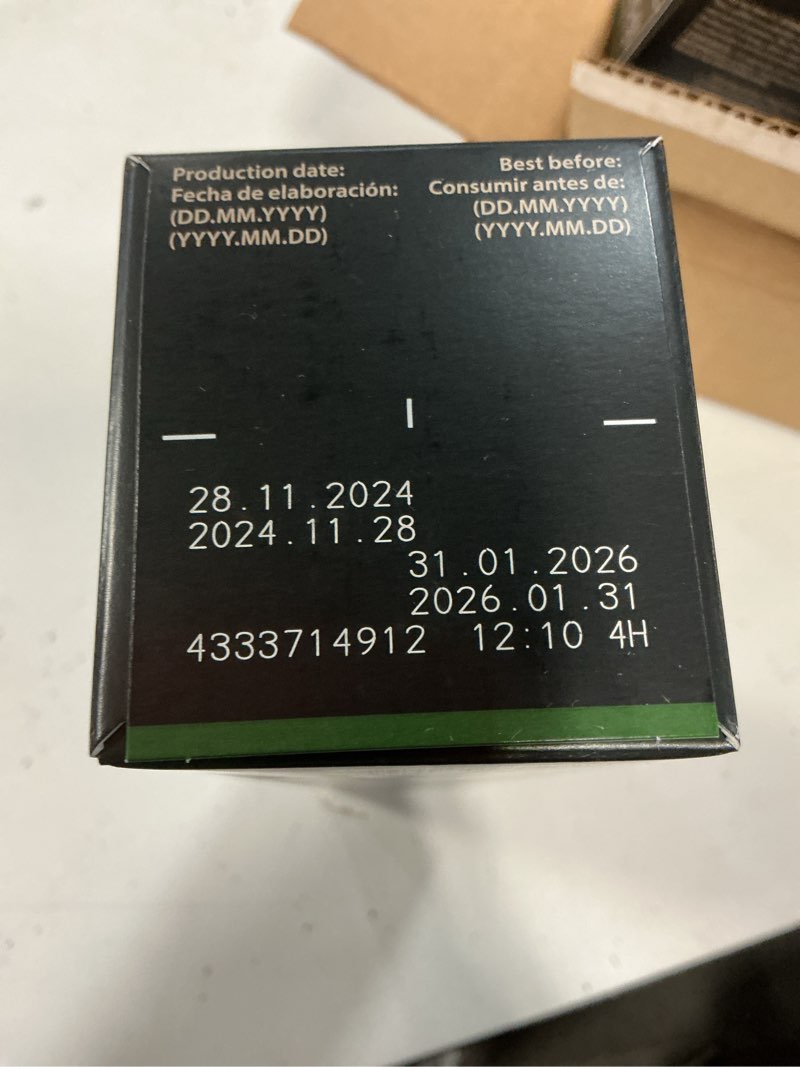 Production date:
Fecha de elaboración:
(DD.MM.YYYY)
(YYYY.MM.DD)
Best before:
Consumir antes de:
(DD.MM.YYYY)
(YYYY.MM.DD)
28.11.2024
2024.11.28
31.01.2026
2026.01.31
4333714912 12:10 4H